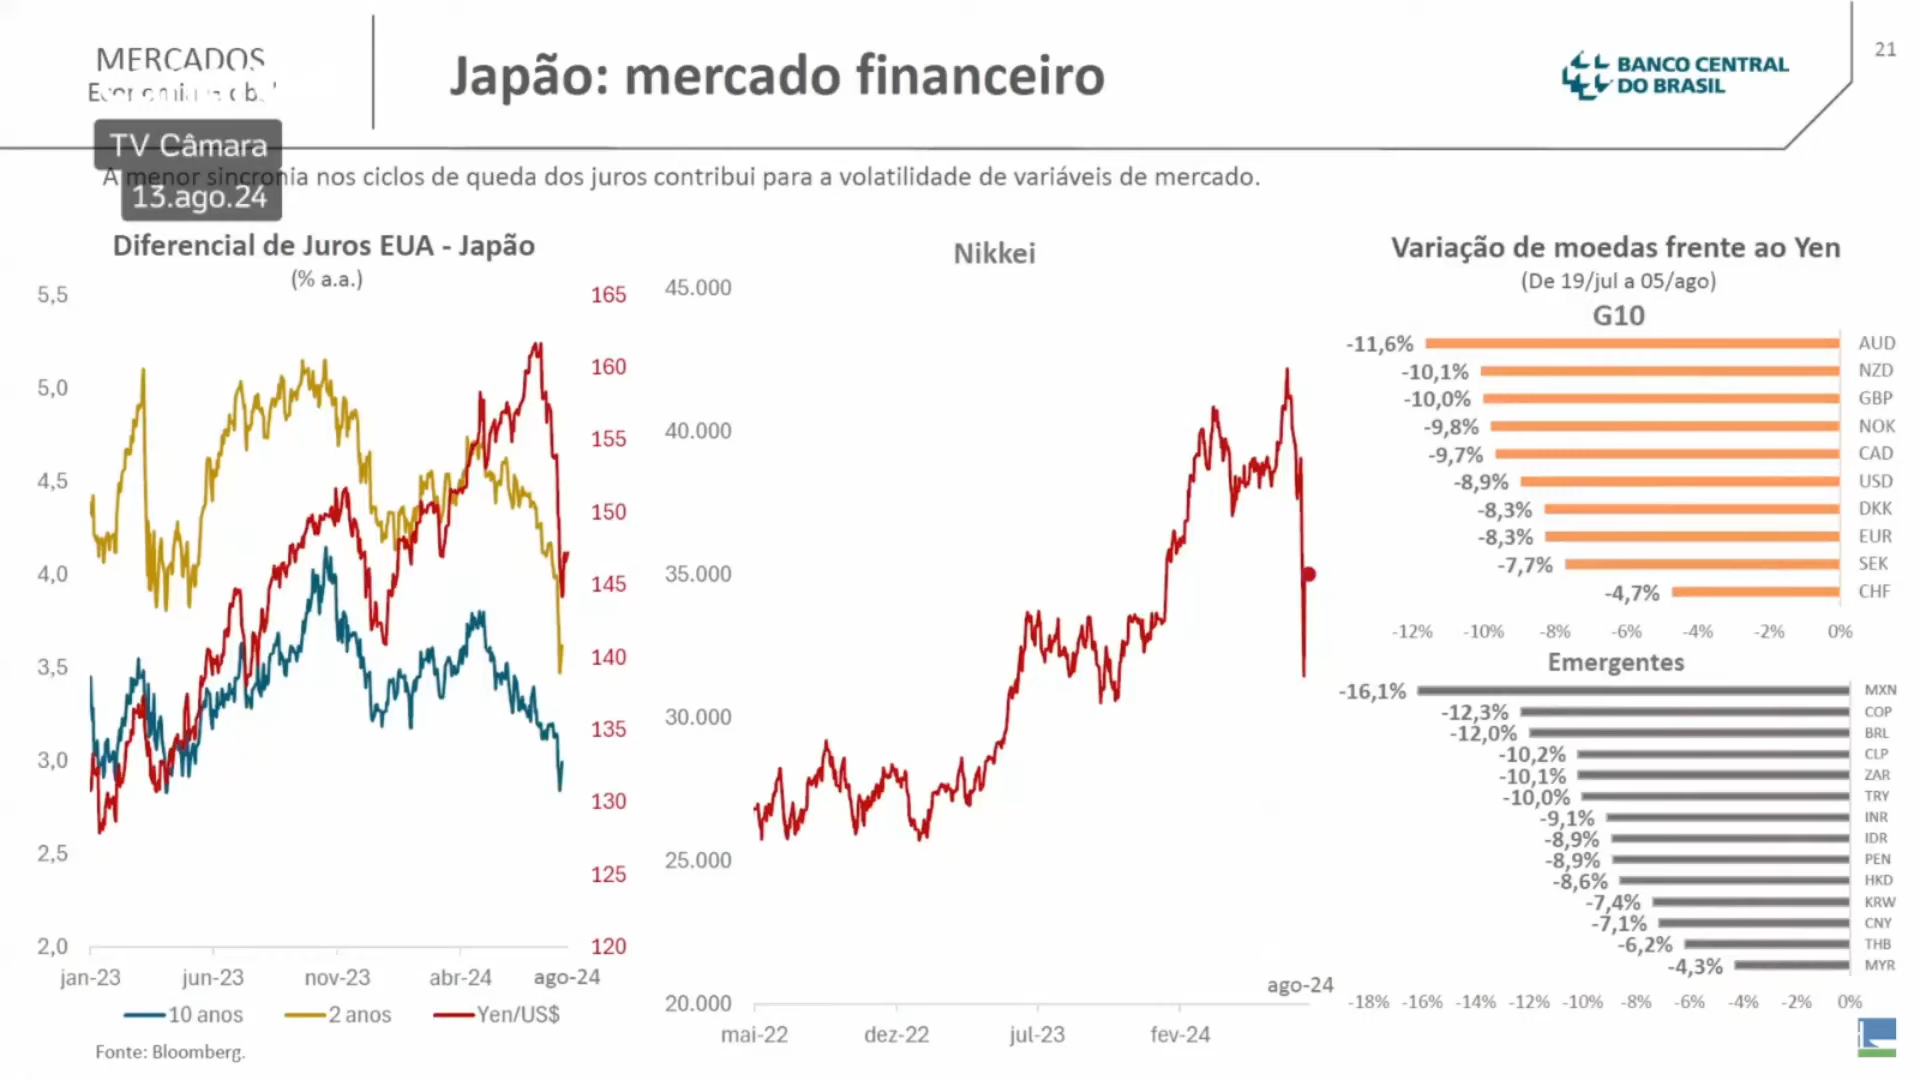 MERCADOS
Japão: mercado financeiro
BANCO CENTRAL
DO BRASIL
21
TV Câmara
13.ago.24
A menor sincronia nos ciclos de queda dos juros contribui para a volatilidade de variáveis de mercado.
Diferencial de Juros EUA - Japão
(% a.a.)
5,5
5,0
4,5
4,0
3,5
3,0
2,5
2,0
165
160
155
150
145
140
135
130
125
120
jan-23
jun-23
nov-23
abr-24
ago-24
10 anos
2 anos
Yen/US$
Fonte: Bloomberg.
Nikkei
45.000
40.000
35.000
30.000
25.000
20.000
ago-24
mai-22
dez-22
jul-23
fev-24
Variação de moedas frente ao Yen
(De 19/jul a 05/ago)
G10
-11,6% AUD
-10,1% NZD
-10,0% GBP
-9,8% NOK
-9,7% CAD
-8,9% USD
-8,3% DKK
-8,3% EUR
-7,7% SEK
-4,7% CHF
-12% -10% -8% -6% -4% -2% 0%
Emergentes
-16,1% MXN
-12,3% COP
-12,0% BRL
-10,2% CLP
-10,1% ZAR
-10,0% TRY
-9,1% INR
-8,9% IDR
-8,9% PEN
-8,6% HKD
-7,4% KRW
-7,1% CNY
-6,2% THB
-4,3% MYR
-18% -16% -14% -12% -10% -8% -6% -4% -2% 0%